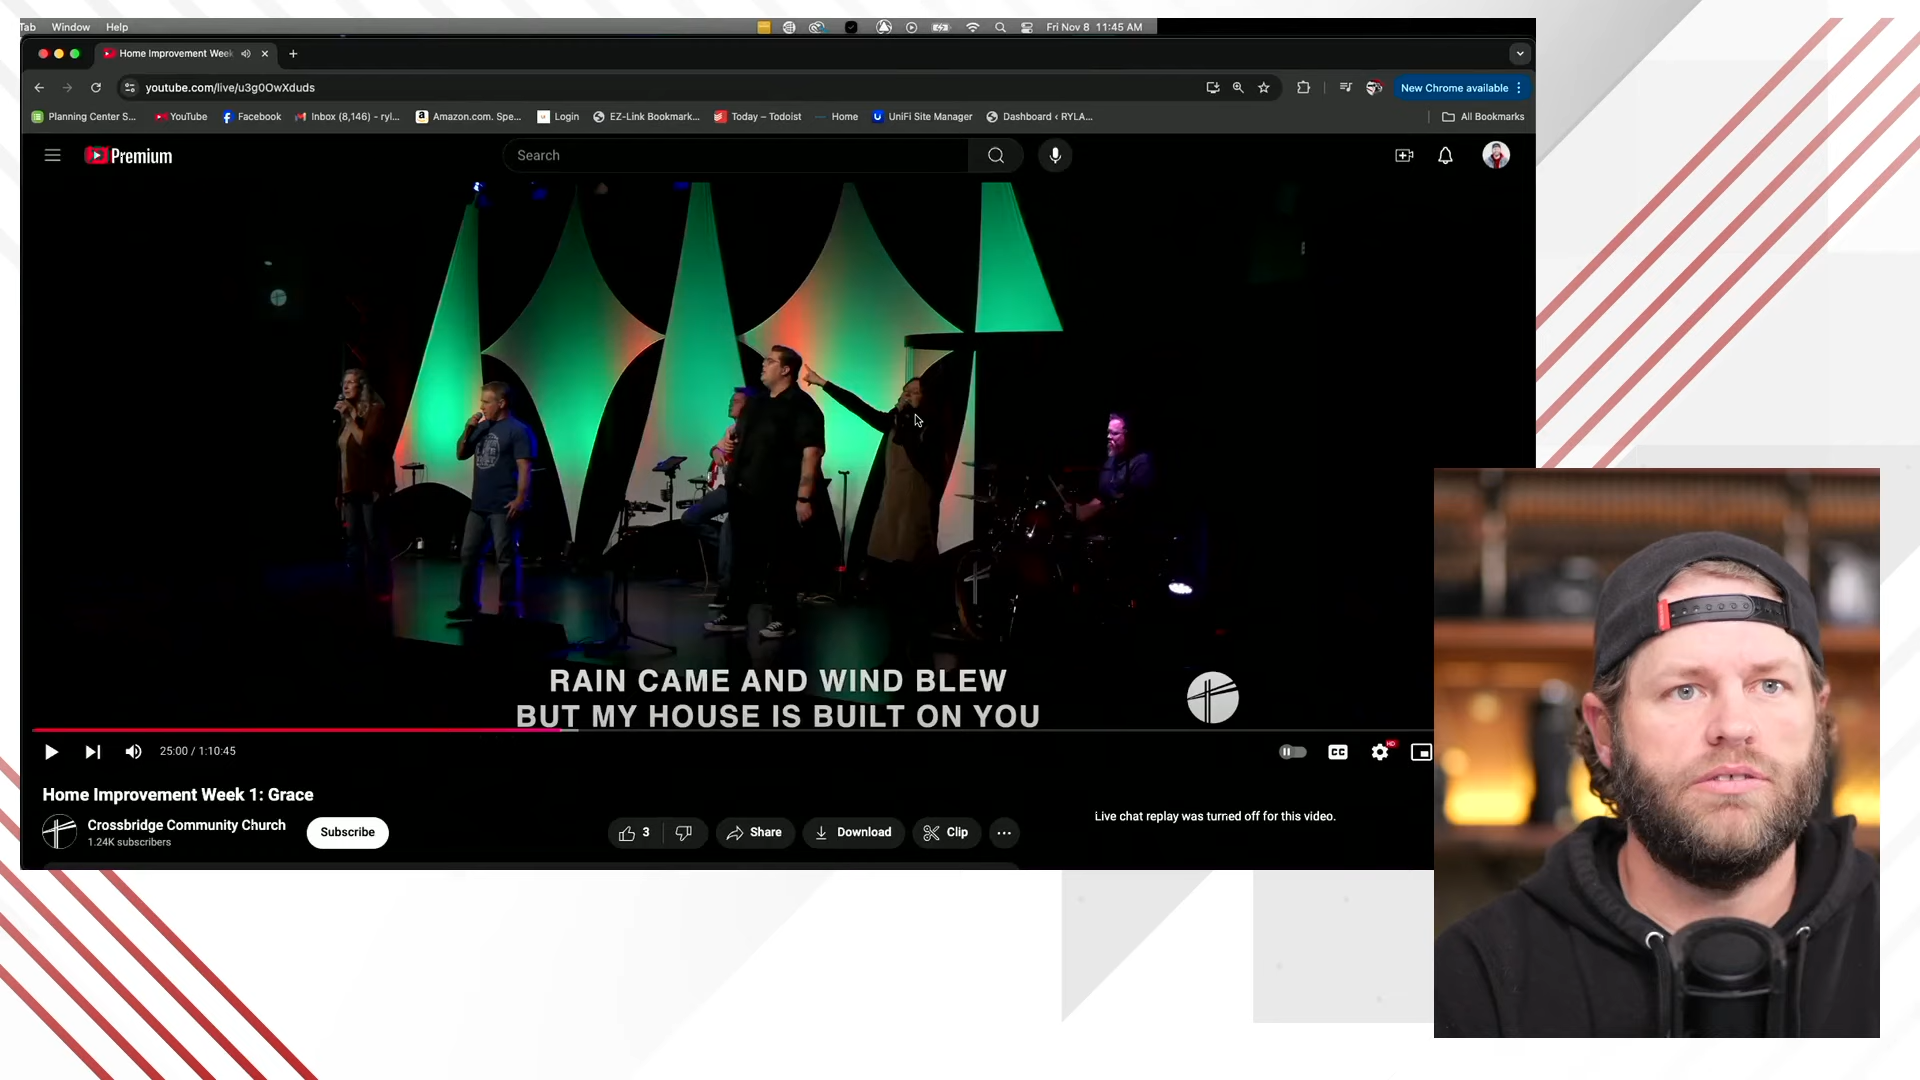 Tab Window Help
Fri Nov 8 11:45 AM
Home Improvement Week
youtube.com/live/u3g0OwXduds
New Chrome available
Planning Center S...
YouTube
Facebook
Inbox (8,146) - ryl...
Amazon.com. Spe...
Login
EZ-Link Bookmark...
Today – Todoist
Home
UniFi Site Manager
Dashboard ‹ RYLA...
All Bookmarks
Premium
Search
RAIN CAME AND WIND BLEW
BUT MY HOUSE IS BUILT ON YOU
25:00 / 1:10:45
CC
HD
Home Improvement Week 1: Grace
Crossbridge Community Church
1.24K subscribers
Subscribe
3
Share
Download
Clip
Live chat replay was turned off for this video.